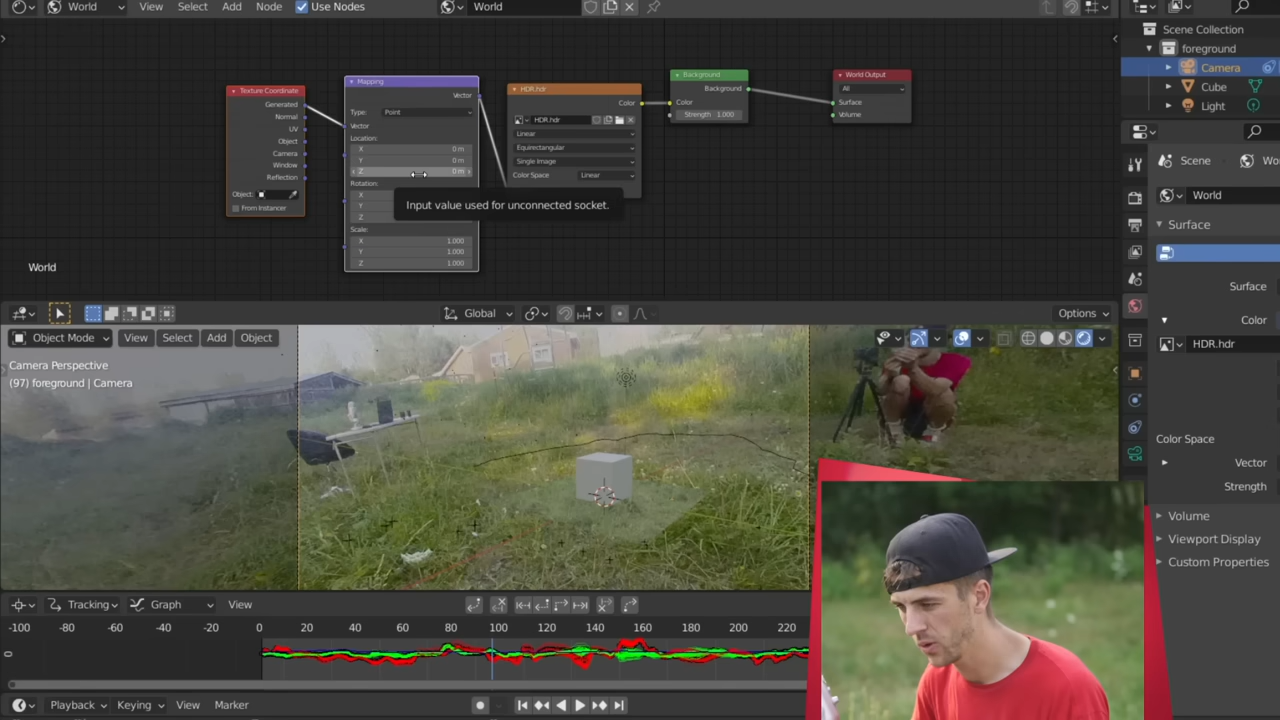 World View Select Add Node Use Nodes World
Scene Collection
foreground
Camera
Cube
Light
Texture Coordinate
Generated
Normal
UV
Object
Camera
Window
Reflection
Object:
From Instancer
Mapping
Vector
Type: Point
Vector
Location:
X 0 m
Y 0 m
Z 0 m
Rotation:
X
Y
Z
Scale:
X 1.000
Y 1.000
Z 1.000
Input value used for unconnected socket.
HDR.hdr
Color
HDR.hdr
Linear
Equirectangular
Single Image
Color Space Linear
Background
Background
Color
Strength 1.000
World Output
All
Surface
Volume
World
Scene Wo
World
Surface
Surface
Color
HDR.hdr
Color Space
Vector
Strength
Volume
Viewport Display
Custom Properties
Global Options
Object Mode View Select Add Object
Camera Perspective
(97) foreground | Camera
Tracking Graph View
-100 -80 -60 -40 -20 0 20 40 60 80 100 120 140 160 180 200 220
0
Playback Keying View Marker